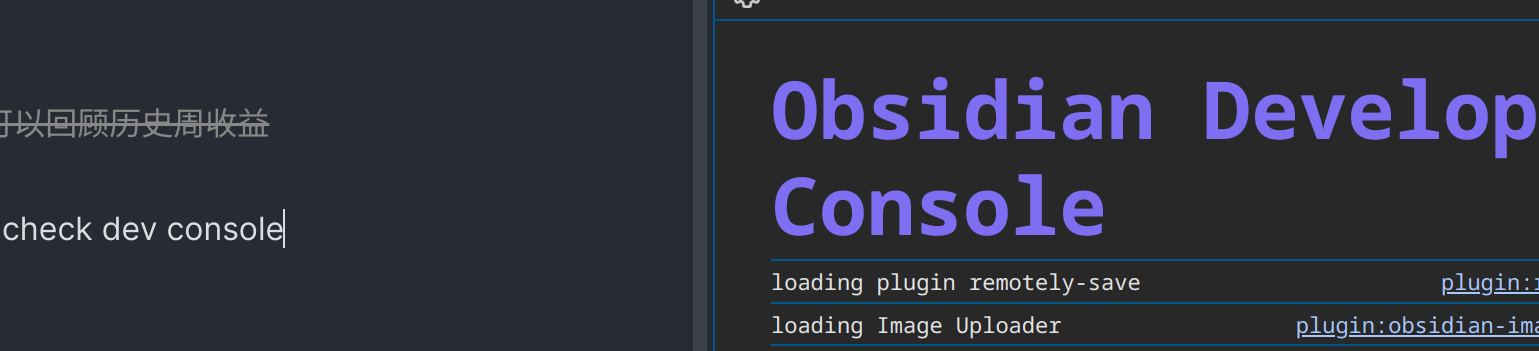 可以回顾历史周收益
check dev console
Obsidian Develop
Console
loading plugin remotely-save plugin:
loading Image Uploader plugin:obsidian-ima